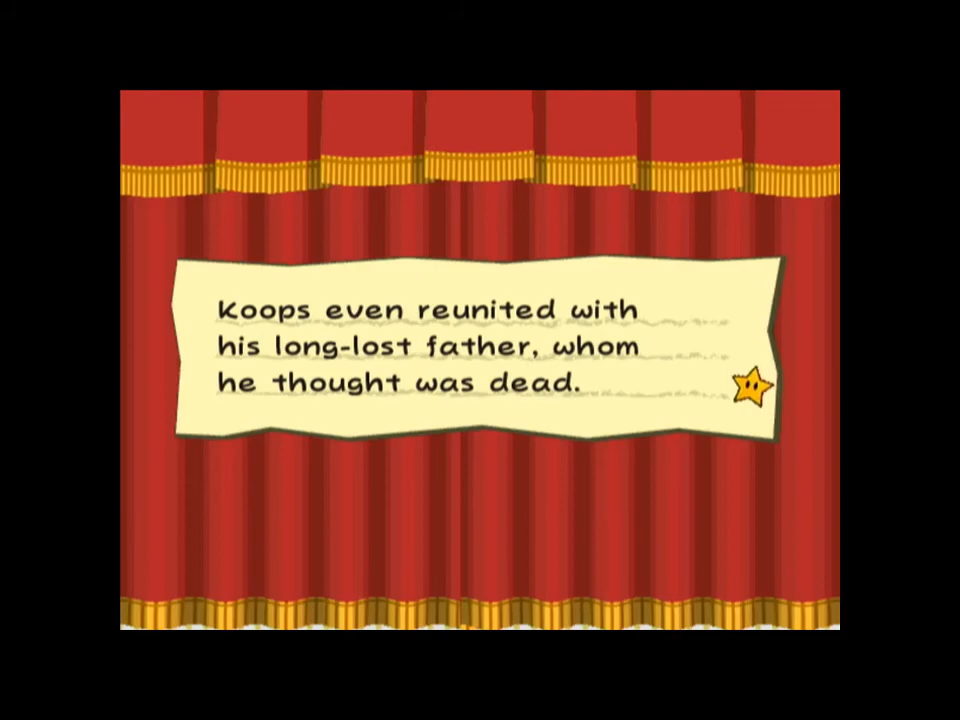 Koops even reunited with
his long-lost father, whom
he thought was dead.